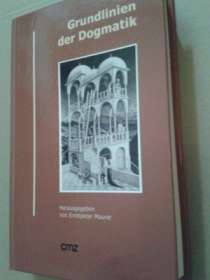 Grundlinien
der Dogmatik
Herausgegeben
von Ernstpeter Maurer
cmz